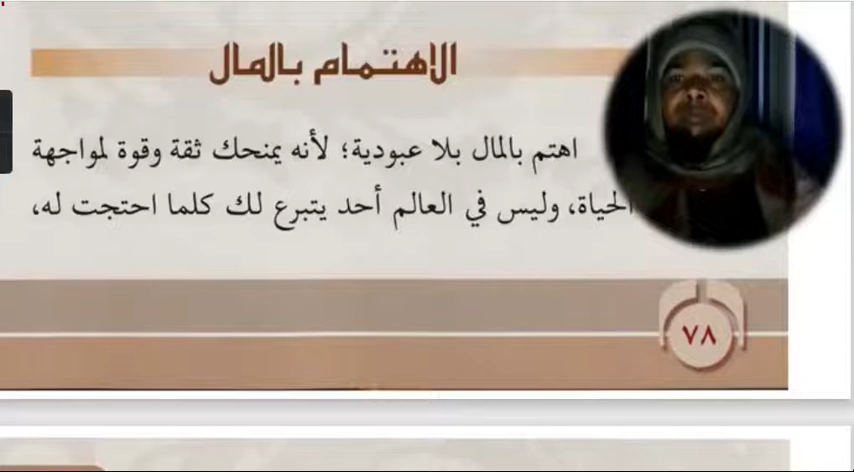 الاهتمام بالمال
اهتم بالمال بلا عبودية؛ لأنه يمنحك ثقة وقوة لمواجهة
الحياة، وليس في العالم أحد يتبرع لك كلما احتجت له،
٧٨